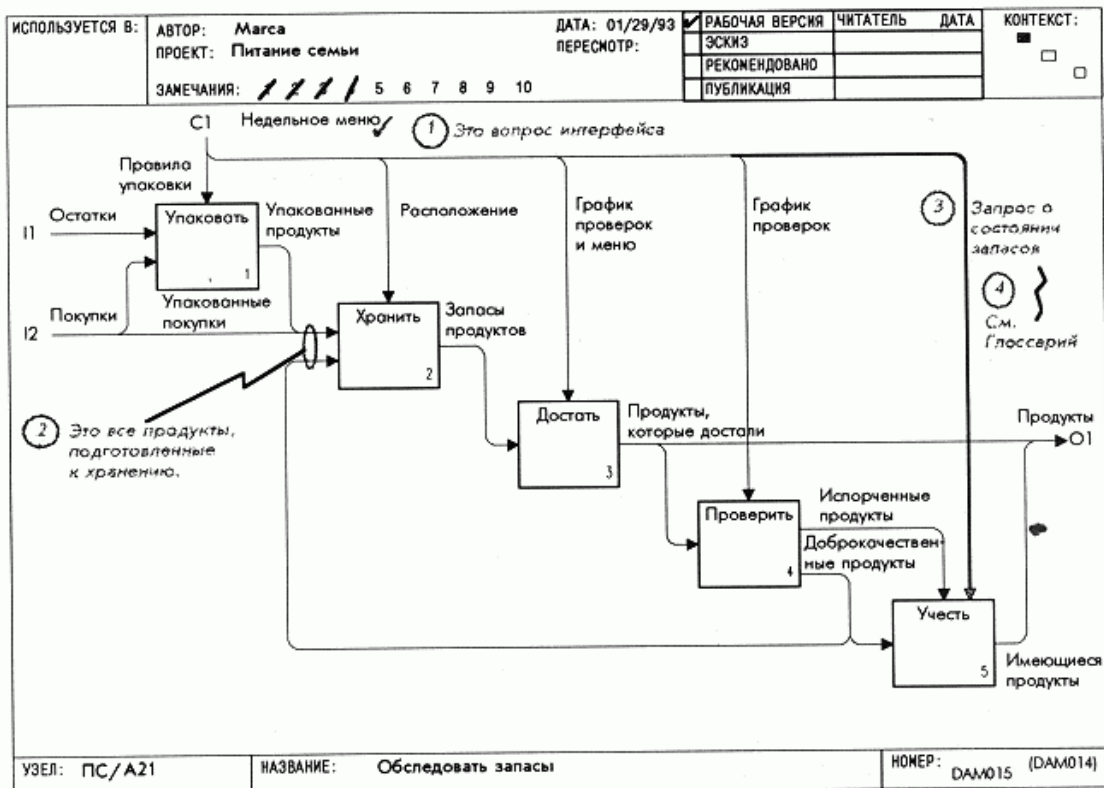 ИСПОЛЬЗУЕТСЯ В:
АВТОР: Marca
ПРОЕКТ: Питание семьи
ДАТА: 01/29/93
ПЕРЕСМОТР:
ЗАМЕЧАНИЯ: 1 2 3 4 5 6 7 8 9 10
РАБОЧАЯ ВЕРСИЯ
ЭСКИЗ
РЕКОМЕНДОВАНО
ПУБЛИКАЦИЯ
ЧИТАТЕЛЬ ДАТА
КОНТЕКСТ:
C1
Недельное меню
1 Это вопрос интерфейса
Правила
упаковки
I1
Остатки
Упаковать
1
Упакованные
продукты
Расположение
График
проверок
и меню
График
проверок
3 Запрос о
состоянии
запасов
4
См.
Глоссарий
I2
Покупки
Упакованные
покупки
Хранить
2
Запасы
продуктов
2 Это все продукты,
подготовленные
к хранению.
Достать
3
Продукты,
которые достали
Продукты
O1
Проверить
4
Испорченные
продукты
Доброкачествен-
ные продукты
Учесть
5
Имеющиеся
продукты
УЗЕЛ: ПС/A21
НАЗВАНИЕ: Обследовать запасы
НОМЕР: DAM015 (DAM014)